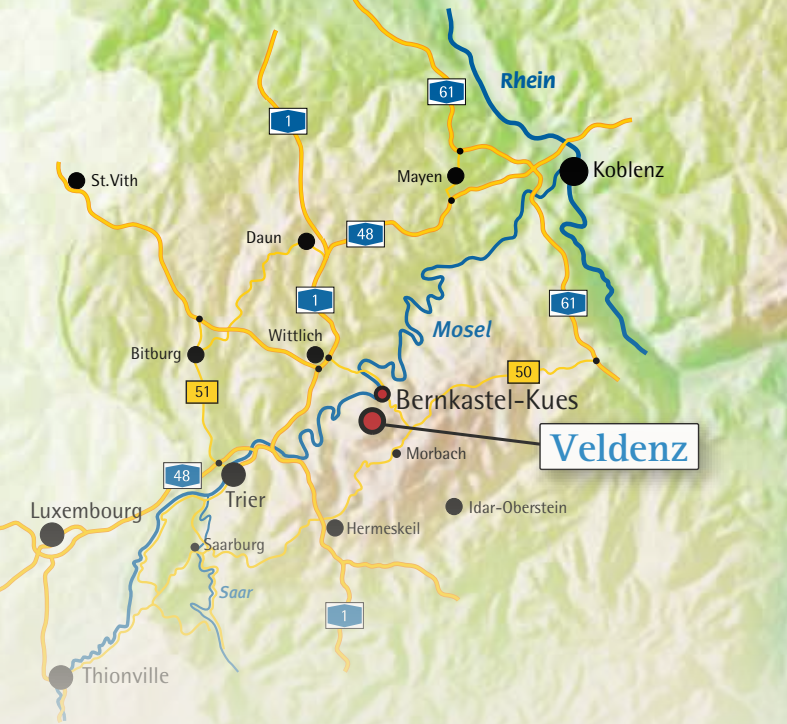 Rhein
61
1
Koblenz
Mayen
St.Vith
Daun
48
1
61
Mosel
Wittlich
Bitburg
50
51
Bernkastel-Kues
Veldenz
Morbach
48
Trier
Idar-Oberstein
Luxembourg
Hermeskeil
Saarburg
Saar
1
Thionville